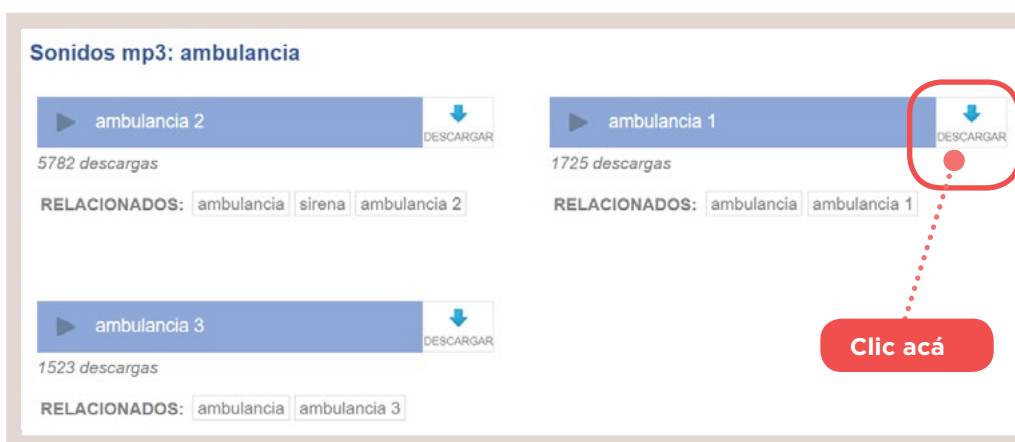 Sonidos mp3: ambulancia
ambulancia 2
DESCARGAR
5782 descargas
RELACIONADOS: ambulancia sirena ambulancia 2
ambulancia 1
DESCARGAR
1725 descargas
RELACIONADOS: ambulancia ambulancia 1
ambulancia 3
DESCARGAR
1523 descargas
RELACIONADOS: ambulancia ambulancia 3
Clic acá